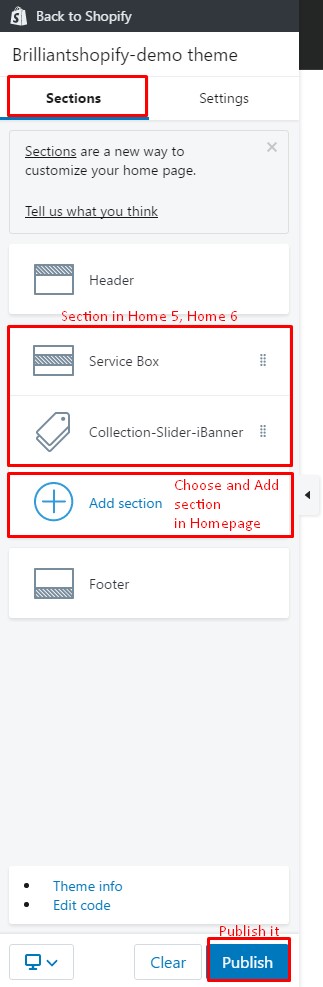 Back to Shopify
Brilliantshopify-demo theme
Sections
Settings
Sections are a new way to
customize your home page.
Tell us what you think
Header
Section in Home 5, Home 6
Service Box
Collection-Slider-iBanner
Add section
Choose and Add
section
in Homepage
Footer
Theme info
Edit code
Publish it
Clear
Publish